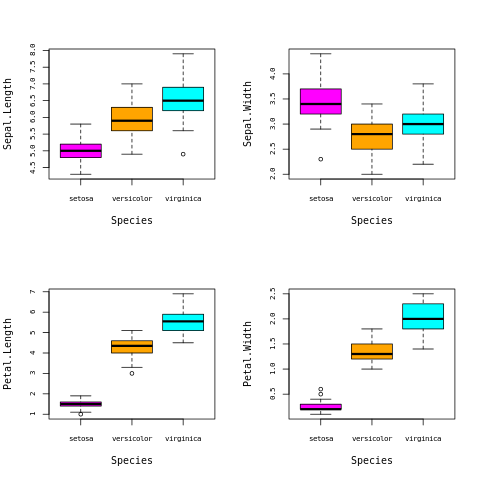 Sepal.Length
4.5 5.0 5.5 6.0 6.5 7.0 7.5 8.0
setosa versicolor virginica
Species
Sepal.Width
2.0 2.5 3.0 3.5 4.0
setosa versicolor virginica
Species
Petal.Length
1 2 3 4 5 6 7
setosa versicolor virginica
Species
Petal.Width
0.5 1.0 1.5 2.0 2.5
setosa versicolor virginica
Species